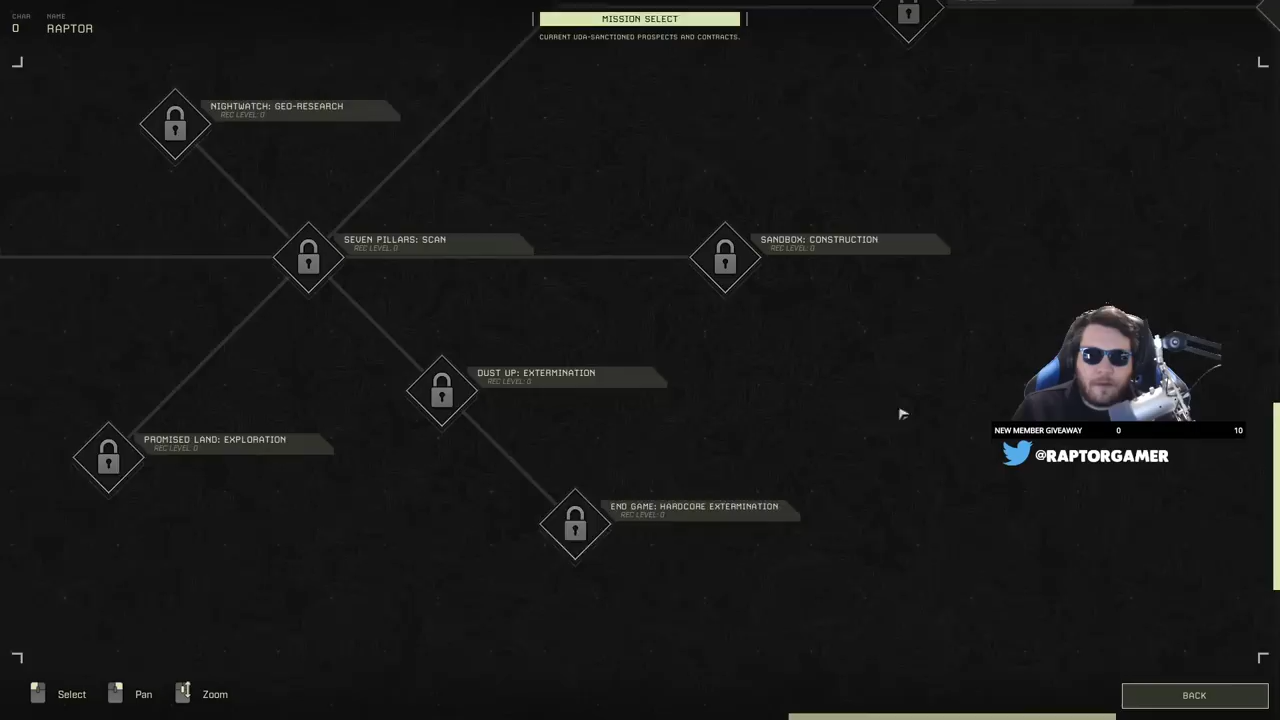 CHAR
0
NAME
RAPTOR
MISSION SELECT
CURRENT UDA-SANCTIONED PROSPECTS AND CONTRACTS.
NIGHTWATCH: GEO-RESEARCH
REC LEVEL: 0
SEVEN PILLARS: SCAN
REC LEVEL: 0
SANDBOX: CONSTRUCTION
REC LEVEL: 0
DUST UP: EXTERMINATION
REC LEVEL: 0
PROMISED LAND: EXPLORATION
REC LEVEL: 0
END GAME: HARDCORE EXTERMINATION
REC LEVEL: 0
NEW MEMBER GIVEAWAY 0 10
@RAPTORGAMER
Select Pan Zoom
BACK